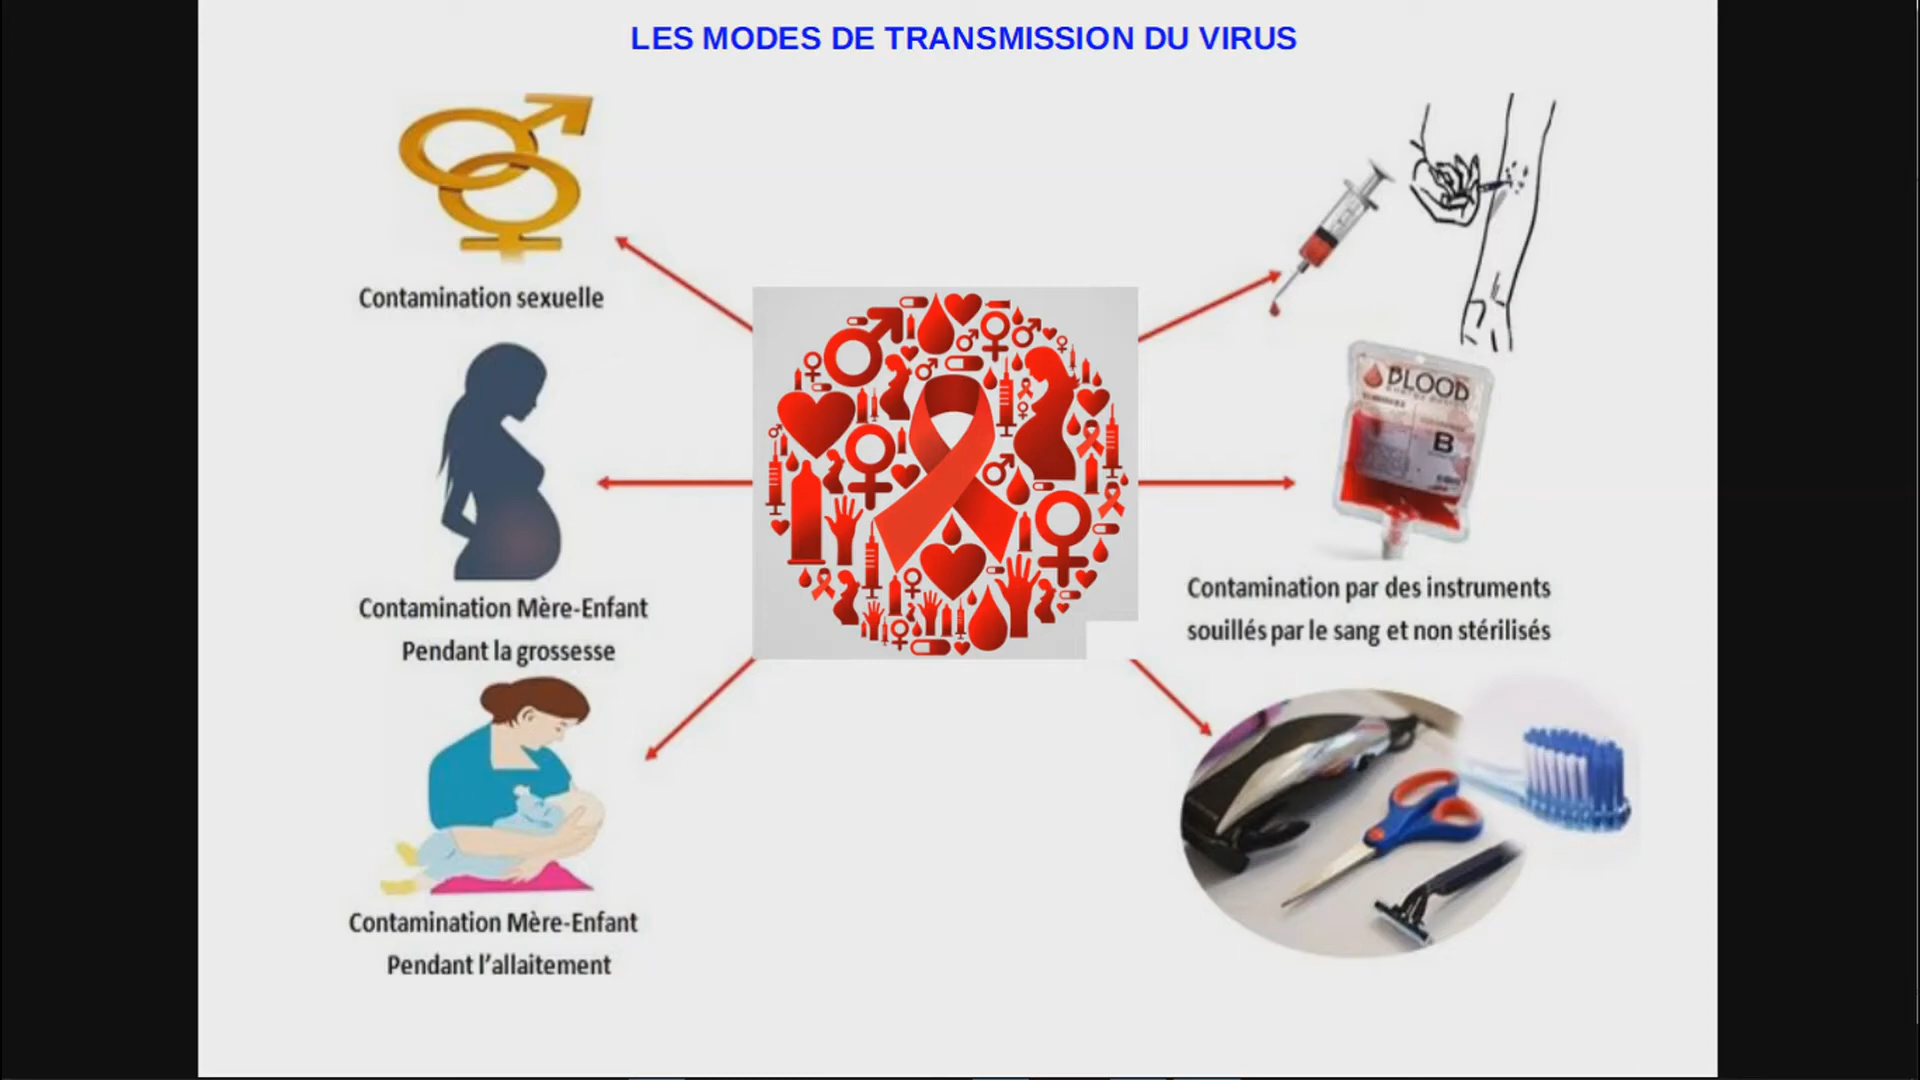 LES MODES DE TRANSMISSION DU VIRUS
Contamination sexuelle
Contamination Mère-Enfant
Pendant la grossesse
Contamination Mère-Enfant
Pendant l'allaitement
BLOOD
B
Contamination par des instruments
souillés par le sang et non stérilisés